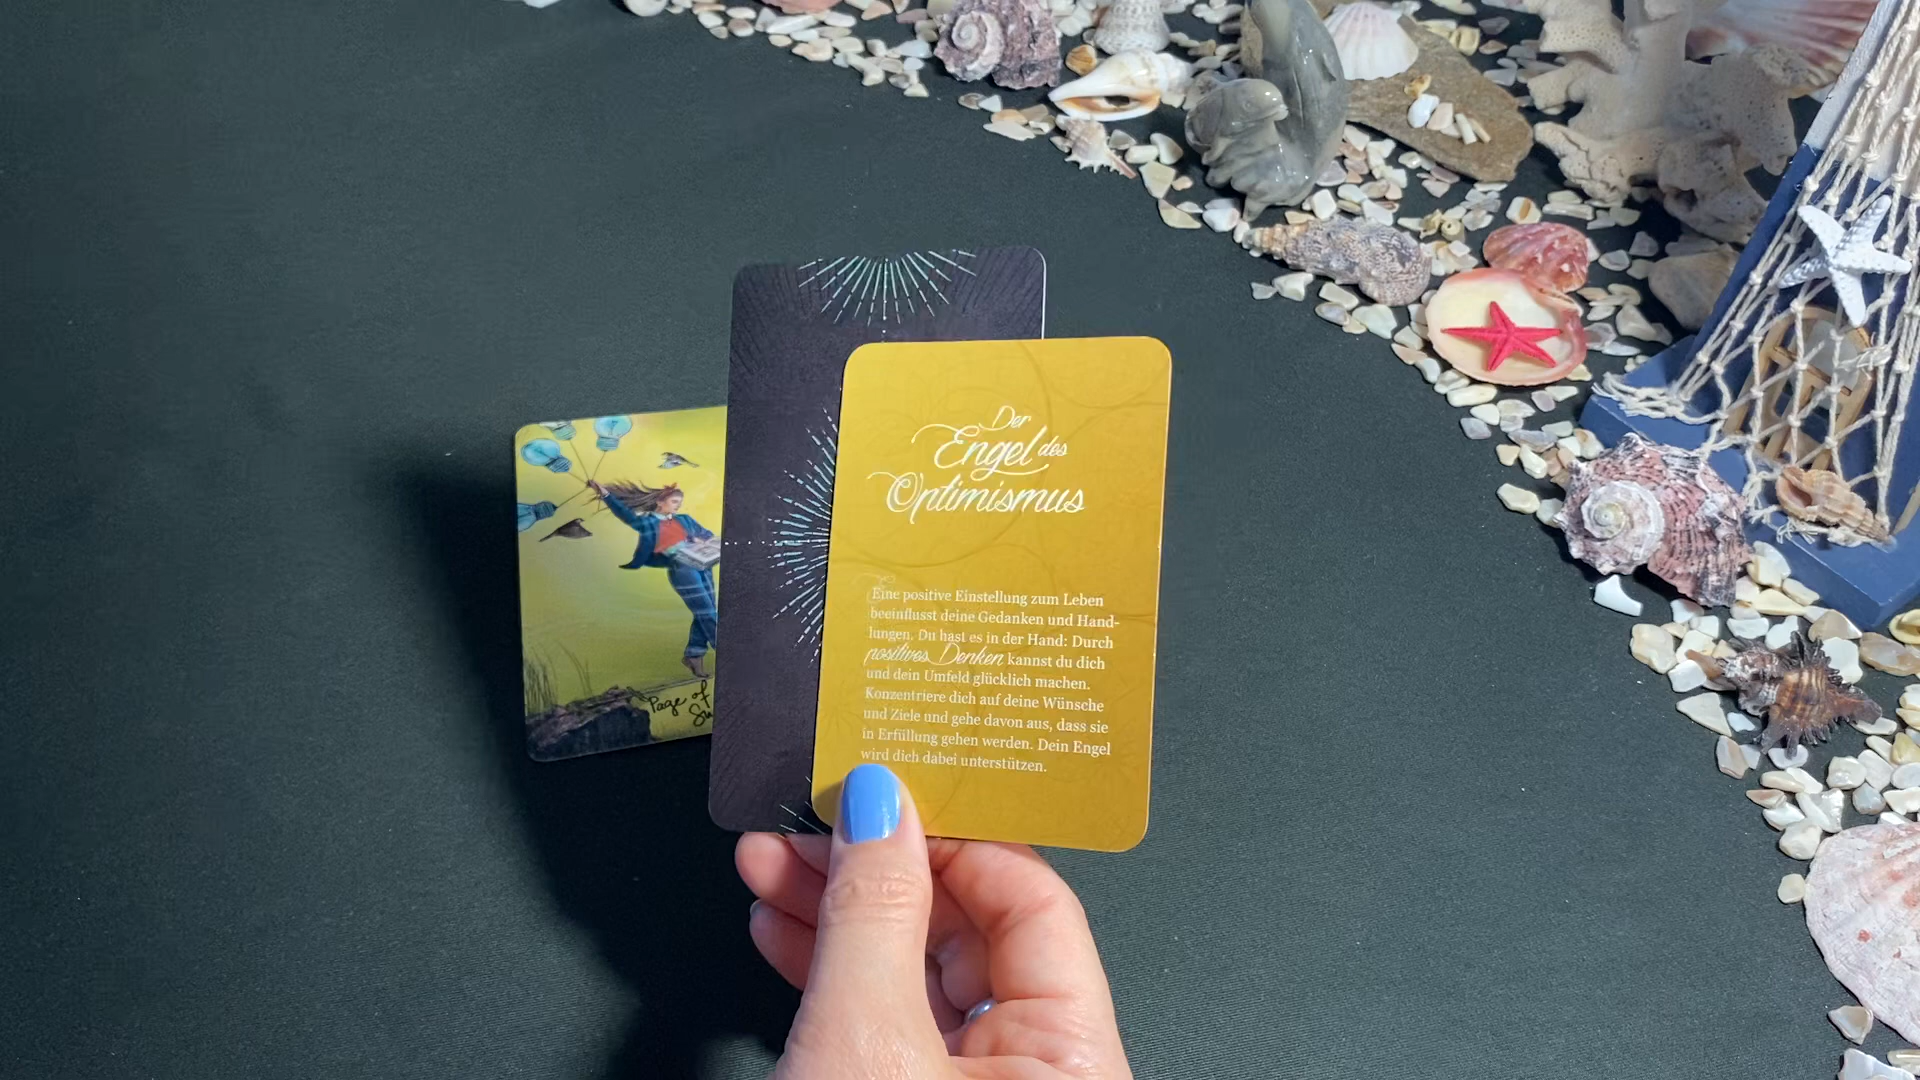 Der
Engel des
Optimismus
Eine positive Einstellung zum Leben
beeinflusst deine Gedanken und Hand-
lungen. Du hast es in der Hand: Durch
positives Denken kannst du dich
und dein Umfeld glücklich machen.
Konzentriere dich auf deine Wünsche
und Ziele und gehe davon aus, dass sie
in Erfüllung gehen werden. Dein Engel
wird dich dabei unterstützen.
Page of